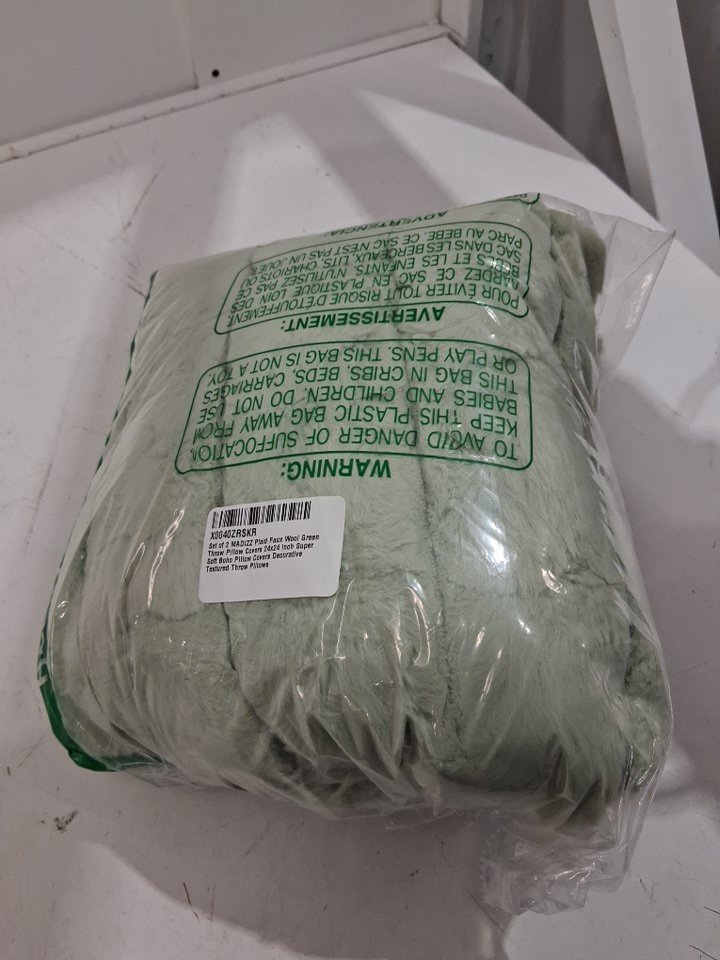 X0040ZRSKR
Set of 2 MADIZZ Plaid Faux Wool Green
Throw Pillow Covers 24x24 Inch Super
Soft Boho Pillow Covers Decorative
Textured Throw Pillows
WARNING:
TO AVOID DANGER OF SUFFOCATION,
KEEP THIS PLASTIC BAG AWAY FROM
BABIES AND CHILDREN. DO NOT USE
THIS BAG IN CRIBS, BEDS, CARRIAGES
OR PLAY PENS. THIS BAG IS NOT A TOY.
AVERTISSEMENT:
POUR ÉVITER TOUT RISQUE D'ÉTOUFFEMENT,
GARDEZ CE SAC EN PLASTIQUE LOIN DES
BÉBÉS ET LES ENFANTS. N'UTILISEZ PAS CE
SAC DANS LES BERCEAUX, LITS, CHARIOTS OU
PARC AU BEBE. CE SAC N'EST PAS UN JOUET.
ADVERTENCIA: